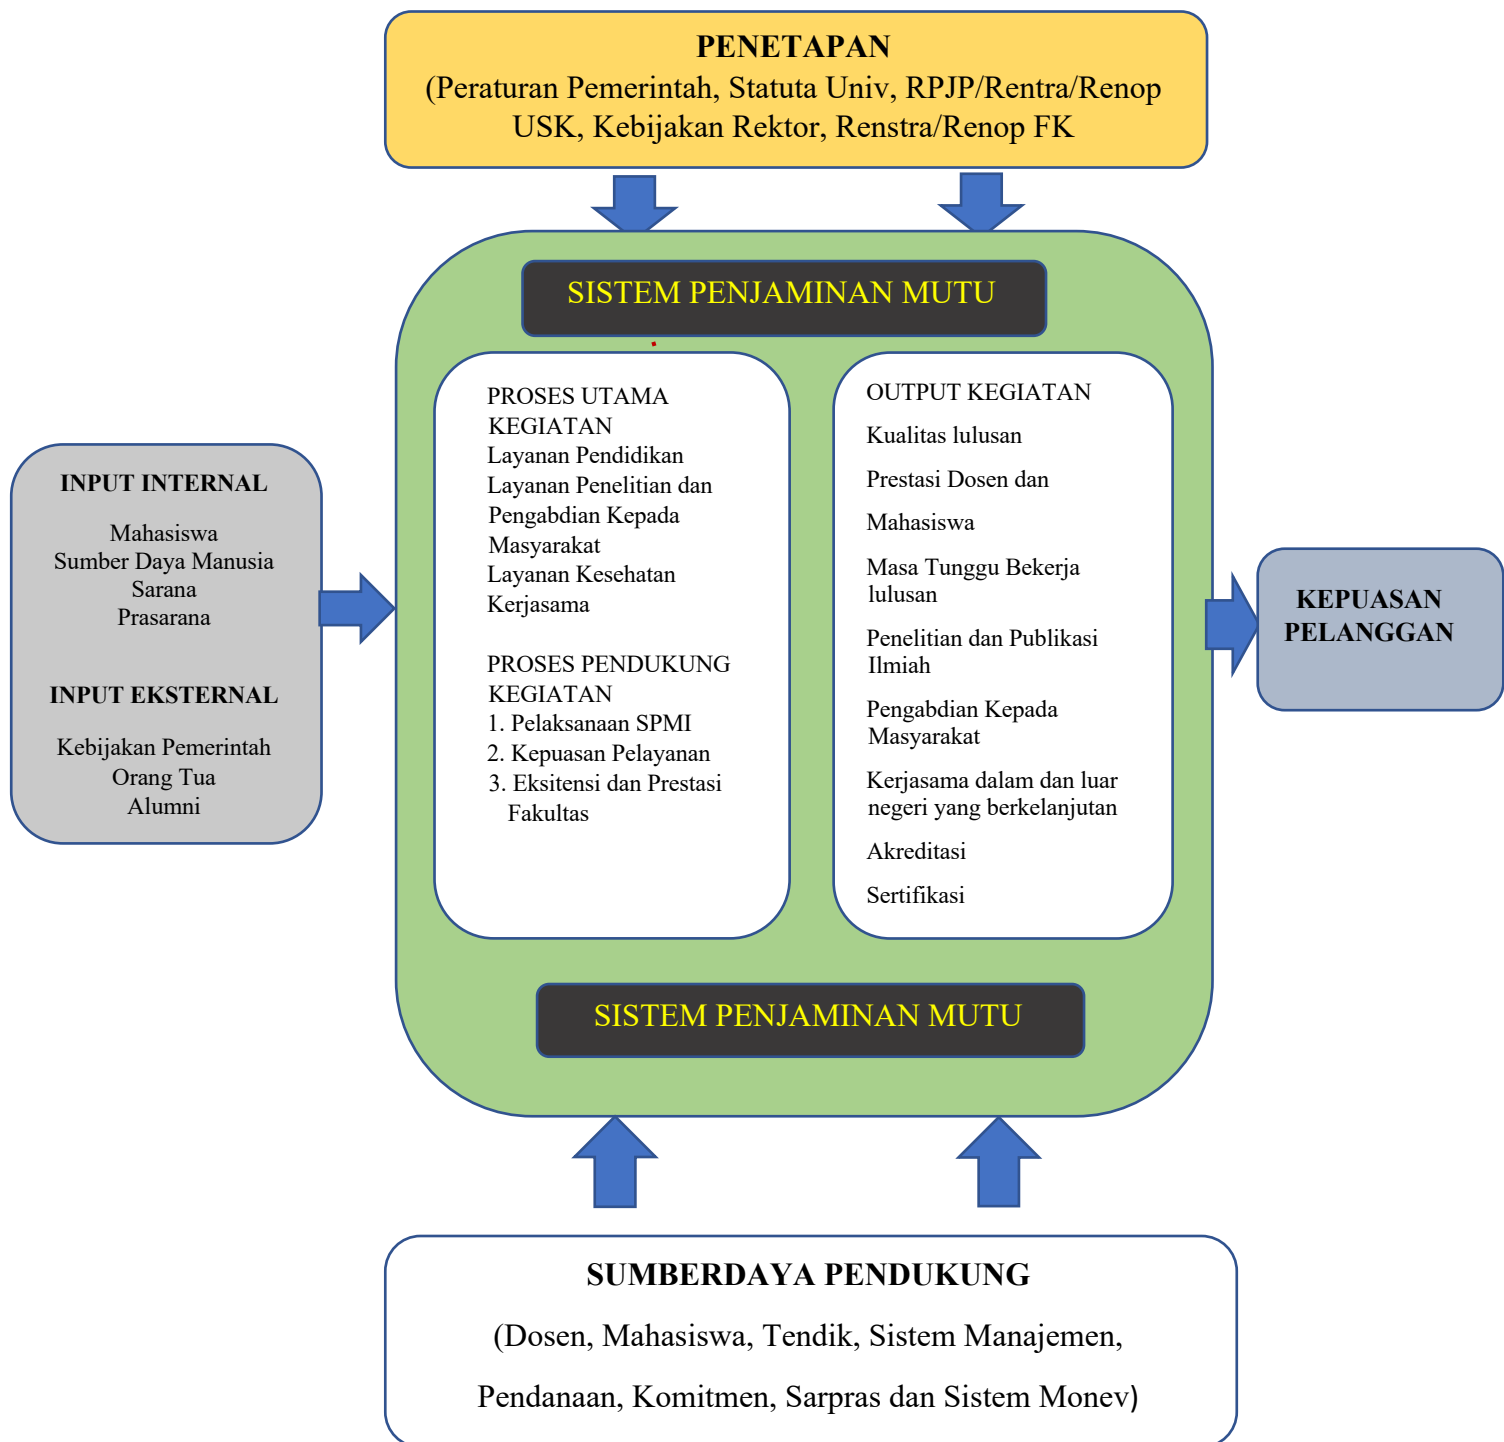 PENETAPAN
(Peraturan Pemerintah, Statuta Univ, RPJP/Rentra/Renop
USK, Kebijakan Rektor, Renstra/Renop FK
SISTEM PENJAMINAN MUTU
INPUT INTERNAL
Mahasiswa
Sumber Daya Manusia
Sarana
Prasarana
INPUT EKSTERNAL
Kebijakan Pemerintah
Orang Tua
Alumni
PROSES UTAMA
KEGIATAN
Layanan Pendidikan
Layanan Penelitian dan
Pengabdian Kepada
Masyarakat
Layanan Kesehatan
Kerjasama
PROSES PENDUKUNG
KEGIATAN
1. Pelaksanaan SPMI
2. Kepuasan Pelayanan
3. Eksitensi dan Prestasi
Fakultas
OUTPUT KEGIATAN
Kualitas lulusan
Prestasi Dosen dan
Mahasiswa
Masa Tunggu Bekerja
lulusan
Penelitian dan Publikasi
Ilmiah
Pengabdian Kepada
Masyarakat
Kerjasama dalam dan luar
negeri yang berkelanjutan
Akreditasi
Sertifikasi
KEPUASAN
PELANGGAN
SISTEM PENJAMINAN MUTU
SUMBERDAYA PENDUKUNG
(Dosen, Mahasiswa, Tendik, Sistem Manajemen,
Pendanaan, Komitmen, Sarpras dan Sistem Monev)